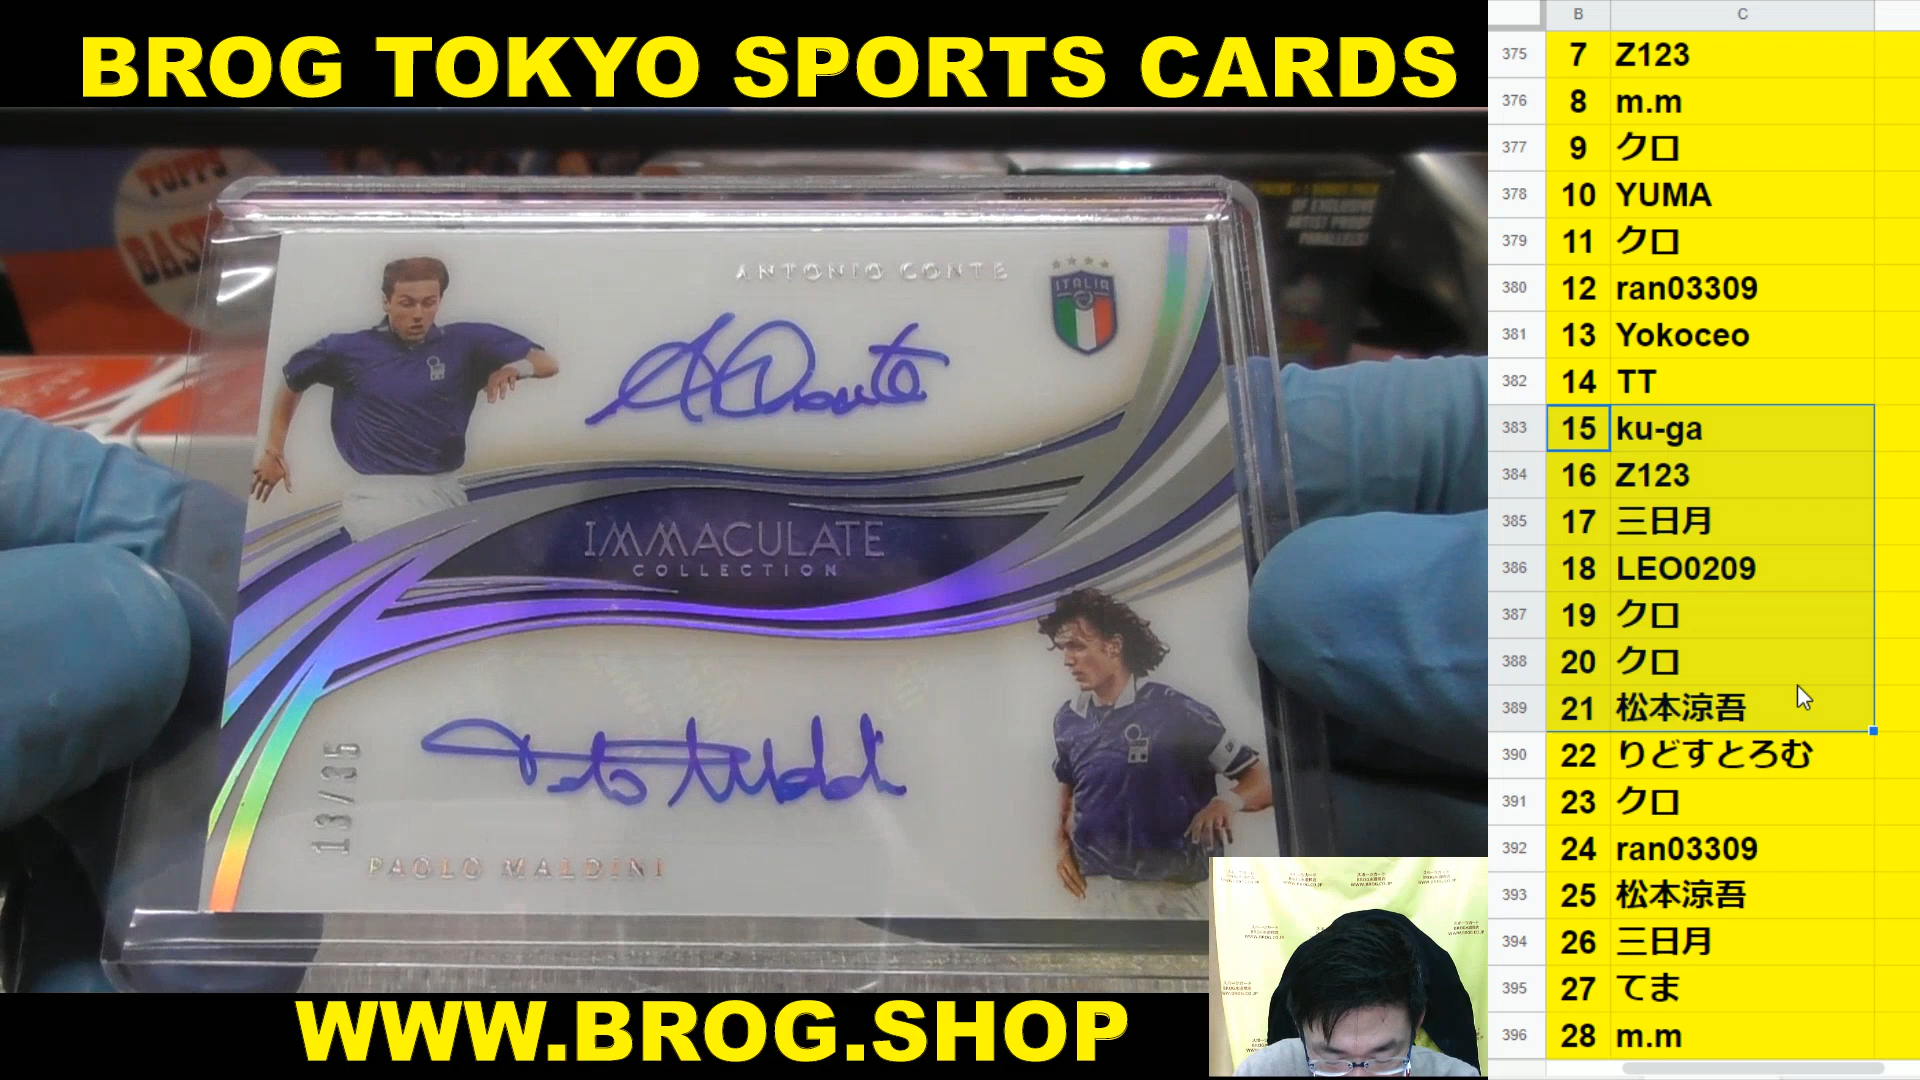 BROG TOKYO SPORTS CARDS
TOPPS
ANTONIO CONTE
ITALIA
IMMACULATE
COLLECTION
13/35
PAOLO MALDINI
WWW.BROG.SHOP
B C
375 7 Z123
376 8 m.m
377 9 クロ
378 10 YUMA
379 11 クロ
380 12 ran03309
381 13 Yokoceo
382 14 TT
383 15 ku-ga
384 16 Z123
385 17 三日月
386 18 LEO0209
387 19 クロ
388 20 クロ
389 21 松本涼吾
390 22 りどすとろむ
391 23 クロ
392 24 ran03309
393 25 松本涼吾
394 26 三日月
395 27 てま
396 28 m.m